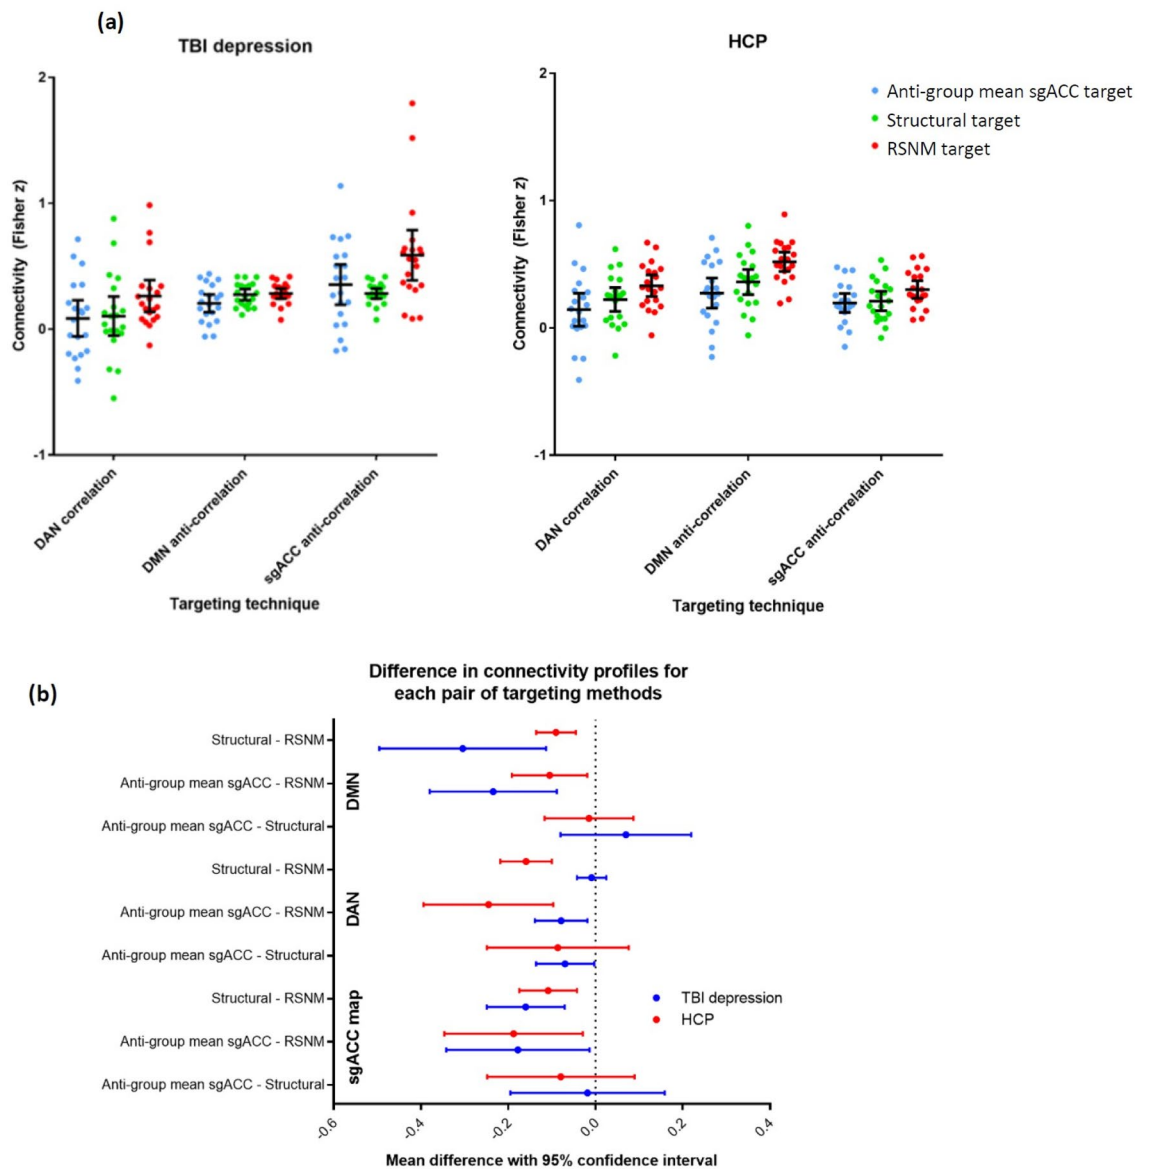 (a)
TBI depression
2
1
0
-1
Connectivity (Fisher z)
DAN correlation
DMN anti-correlation
sgACC anti-correlation
Targeting technique
HCP
2
1
0
-1
Connectivity (Fisher z)
DAN correlation
DMN anti-correlation
sgACC anti-correlation
Targeting technique
Anti-group mean sgACC target
Structural target
RSNM target
(b)
Difference in connectivity profiles for
each pair of targeting methods
Structural - RSNM
Anti-group mean sgACC - RSNM
Anti-group mean sgACC - Structural
DMN
Structural - RSNM
Anti-group mean sgACC - RSNM
Anti-group mean sgACC - Structural
DAN
Structural - RSNM
Anti-group mean sgACC - RSNM
Anti-group mean sgACC - Structural
sgACC map
TBI depression
HCP
-0.6
-0.4
-0.2
0.0
0.2
0.4
Mean difference with 95% confidence interval